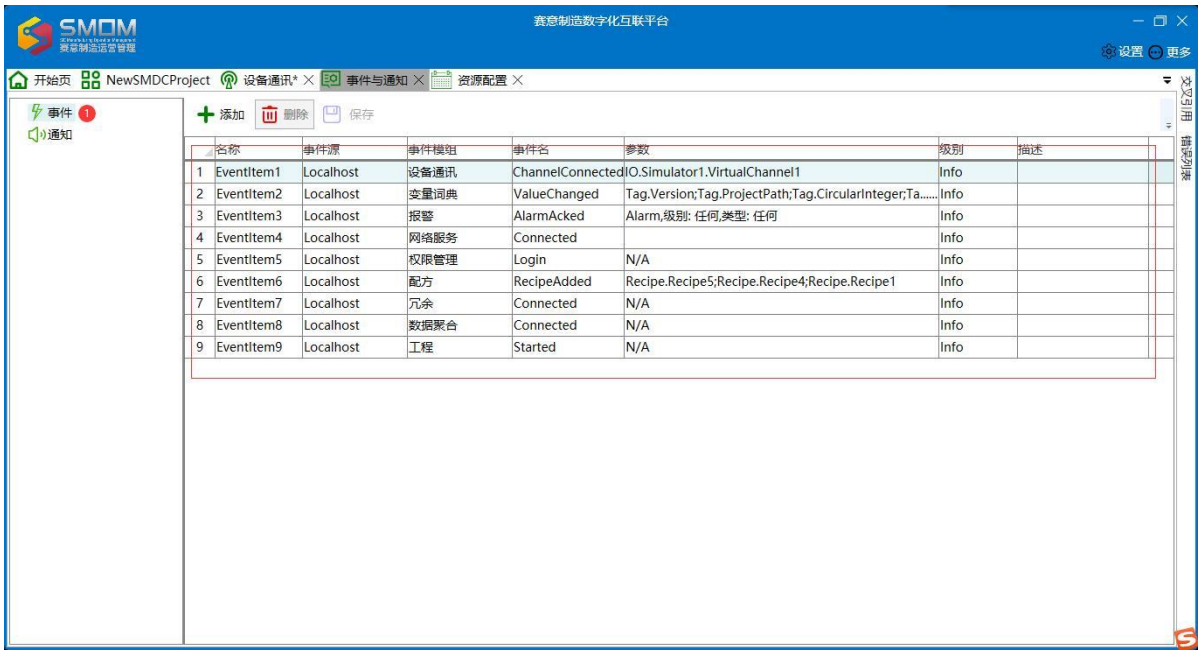 赛意制造数字化互联平台
SMOM
赛意制造运营管理
设置 更多
开始页 NewSMDCProject 设备通讯* 事件与通知 资源配置
交叉引用 错误列表
事件 1
通知
添加 删除 保存
名称 事件源 事件模组 事件名 参数 级别 描述
1 EventItem1 Localhost 设备通讯 ChannelConnected IO.Simulator1.VirtualChannel1 Info
2 EventItem2 Localhost 变量词典 ValueChanged Tag.Version;Tag.ProjectPath;Tag.CircularInteger;Ta...... Info
3 EventItem3 Localhost 报警 AlarmAcked Alarm,级别: 任何,类型: 任何 Info
4 EventItem4 Localhost 网络服务 Connected Info
5 EventItem5 Localhost 权限管理 Login N/A Info
6 EventItem6 Localhost 配方 RecipeAdded Recipe.Recipe5;Recipe.Recipe4;Recipe.Recipe1 Info
7 EventItem7 Localhost 冗余 Connected N/A Info
8 EventItem8 Localhost 数据聚合 Connected N/A Info
9 EventItem9 Localhost 工程 Started N/A Info